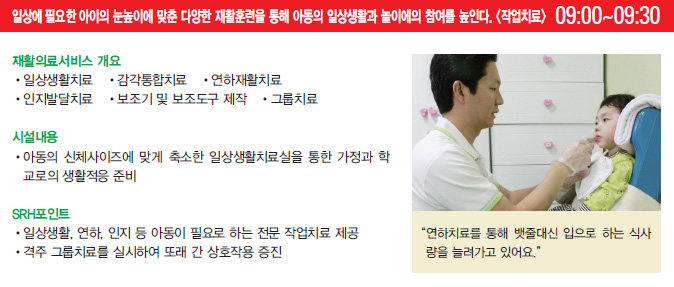 일상에 필요한 아이의 눈높이에 맞춘 다양한 재활훈련을 통해 아동의 일상생활과 놀이에의 참여를 높인다. 〈작업치료〉 09:00~09:30
재활의료서비스 개요
•일상생활치료 •감각통합치료 •연하재활치료
•인지발달치료 •보조기 및 보조도구 제작 •그룹치료
시설내용
•아동의 신체사이즈에 맞게 축소한 일상생활치료실을 통한 가정과 학
교로의 생활적응 준비
SRH포인트
•일상생활, 연하, 인지 등 아동이 필요로 하는 전문 작업치료 제공
•격주 그룹치료를 실시하여 또래 간 상호작용 증진
“연하치료를 통해 뱃줄대신 입으로 하는 식사
량을 늘려가고 있어요.”